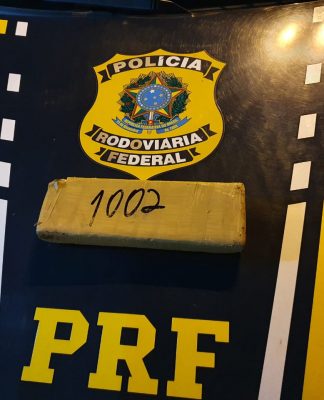 POLÍCIA
RODOVIÁRIA
FEDERAL
1002
PRF